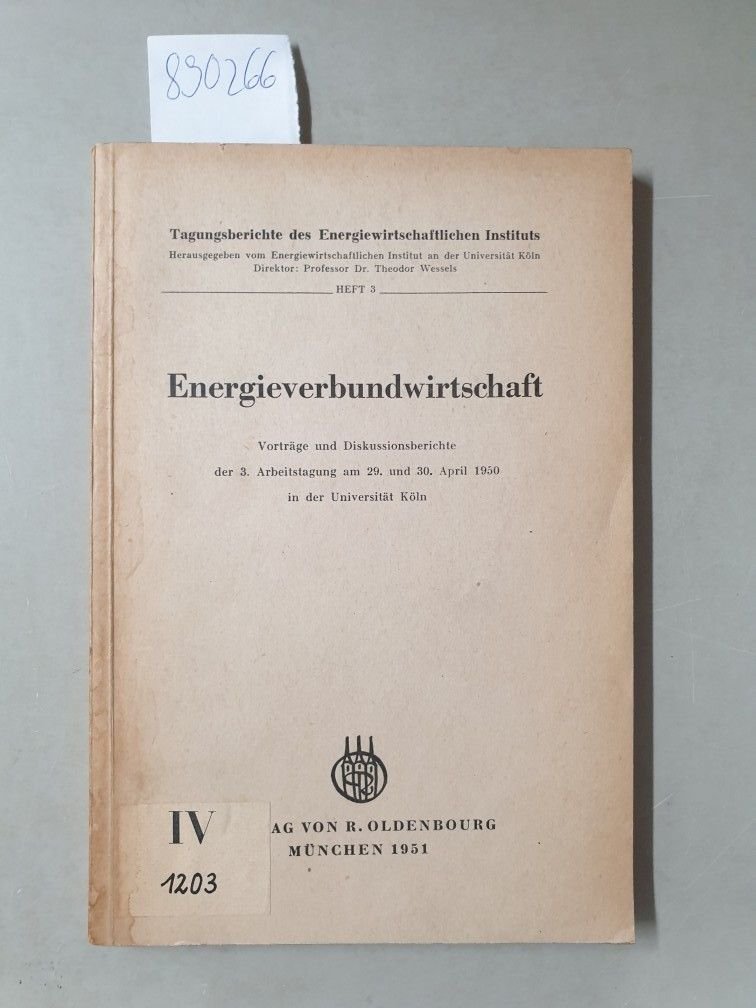 890266
Tagungsberichte des Energiewirtschaftlichen Instituts
Herausgegeben vom Energiewirtschaftlichen Institut an der Universität Köln
Direktor: Professor Dr. Theodor Wessels
HEFT 3
Energieverbundwirtschaft
Vorträge und Diskussionsberichte
der 3. Arbeitstagung am 29. und 30. April 1950
in der Universität Köln
IV
AG VON R. OLDENBOURG
MÜNCHEN 1951
1203